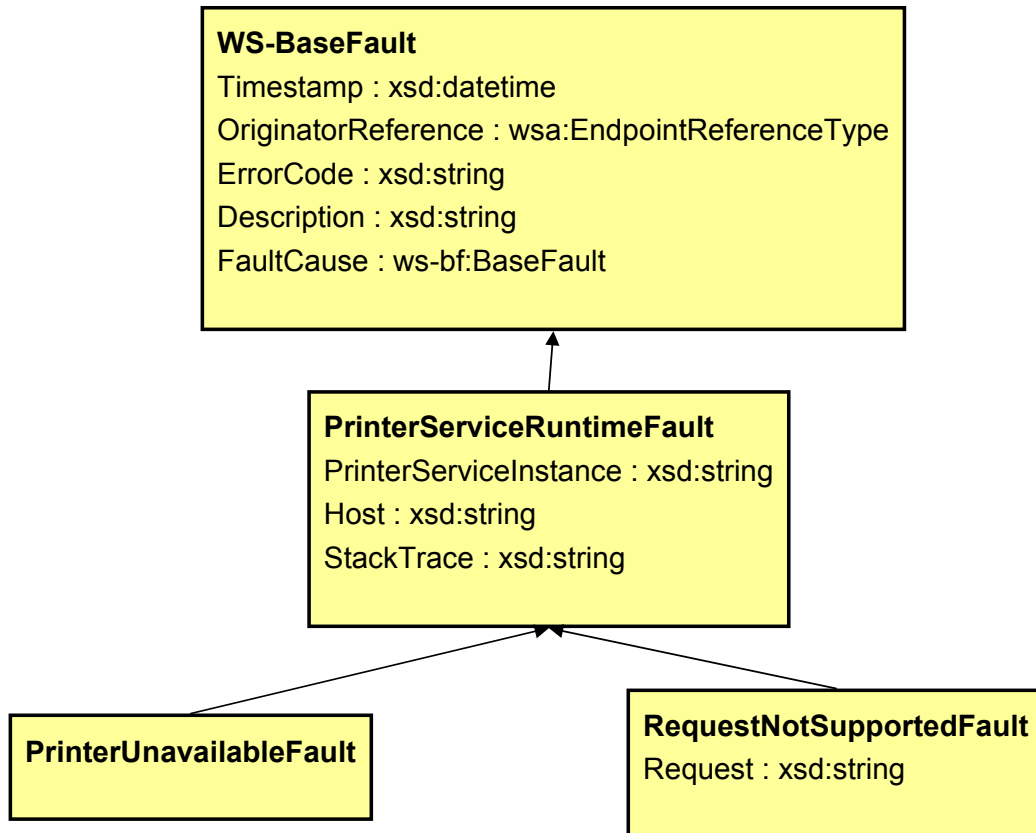 WS-BaseFault
Timestamp : xsd:datetime
OriginatorReference : wsa:EndpointReferenceType
ErrorCode : xsd:string
Description : xsd:string
FaultCause : ws-bf:BaseFault
PrinterServiceRuntimeFault
PrinterServiceInstance : xsd:string
Host : xsd:string
StackTrace : xsd:string
PrinterUnavailableFault
RequestNotSupportedFault
Request : xsd:string